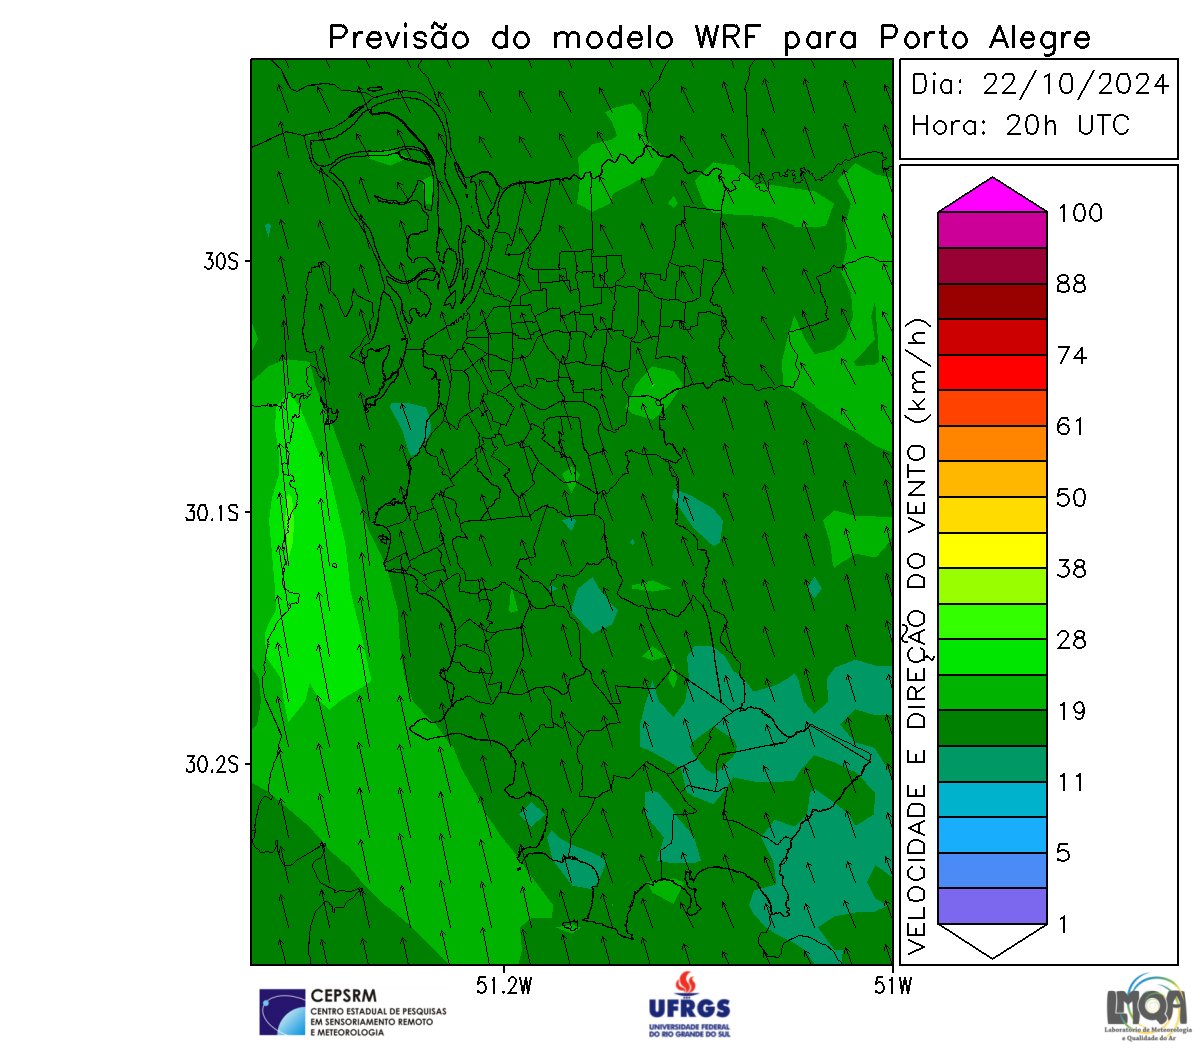 Previsão do modelo WRF para Porto Alegre
Dia: 22/10/2024
Hora: 20h UTC
30S
30.1S
30.2S
51.2W
51W
VELOCIDADE E DIREÇÃO DO VENTO (km/h)
100
88
74
61
50
38
28
19
11
5
1
CEPSRM
CENTRO ESTADUAL DE PESQUISAS
EM SENSORIAMENTO REMOTO
E METEOROLOGIA
UFRGS
UNIVERSIDADE FEDERAL
DO RIO GRANDE DO SUL
LMQA
Laboratório de Meteorologia
e Qualidade do Ar